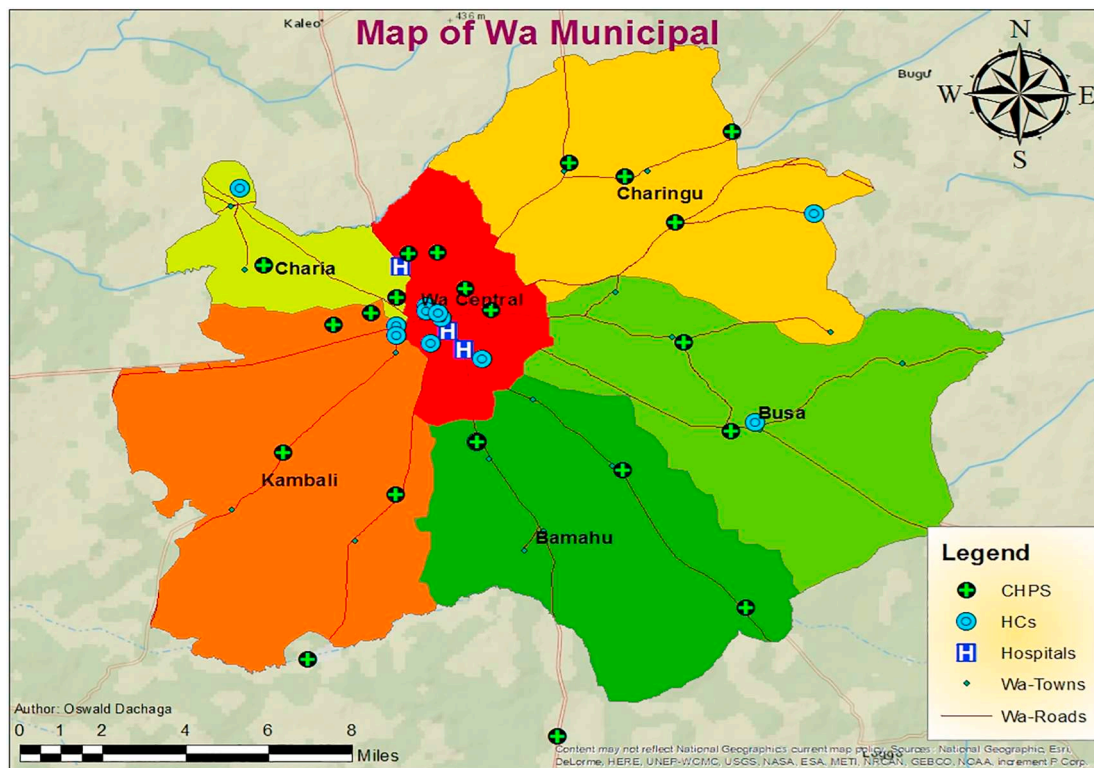 Kaleo
436 m
Map of Wa Municipal
Bugu
N
W
E
S
Charingu
Charia
H
Wa Central
H
H
Busa
Kambali
Bamahu
Legend
CHPS
HCs
H Hospitals
Wa-Towns
Wa-Roads
Author: Oswald Dachaga
0 1 2 4 6 8
Miles
Content may not reflect National Geographic's current map policy. Sources: National Geographic, Esri,
DeLorme, HERE, UNEP-WCMC, USGS, NASA, ESA, METI, NRCAN, GEBCO, NOAA, increment P Corp.